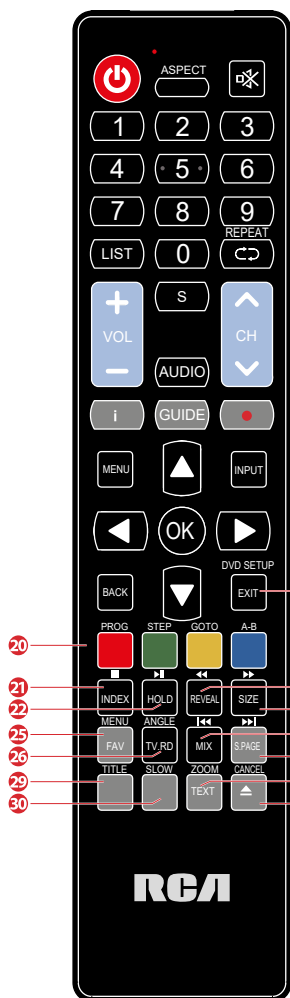 ASPECT
1 2 3
4 5 6
7 8 9
REPEAT
LIST 0
S
VOL CH
AUDIO
i GUIDE
MENU INPUT
OK
DVD SETUP
BACK EXIT
PROG STEP GOTO A-B
20
21 INDEX HOLD REVEAL SIZE
22
MENU ANGLE
25 FAV TV.RD MIX S.PAGE
26
TITLE SLOW ZOOM CANCEL
29 TEXT
30
RCA